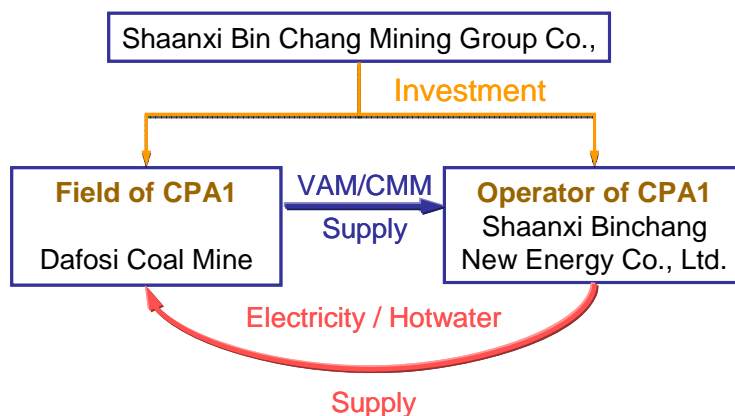 Shaanxi Bin Chang Mining Group Co.,
Investment
Field of CPA1
Dafosi Coal Mine
VAM/CMM
Supply
Operator of CPA1
Shaanxi Binchang
New Energy Co., Ltd.
Electricity / Hotwater
Supply